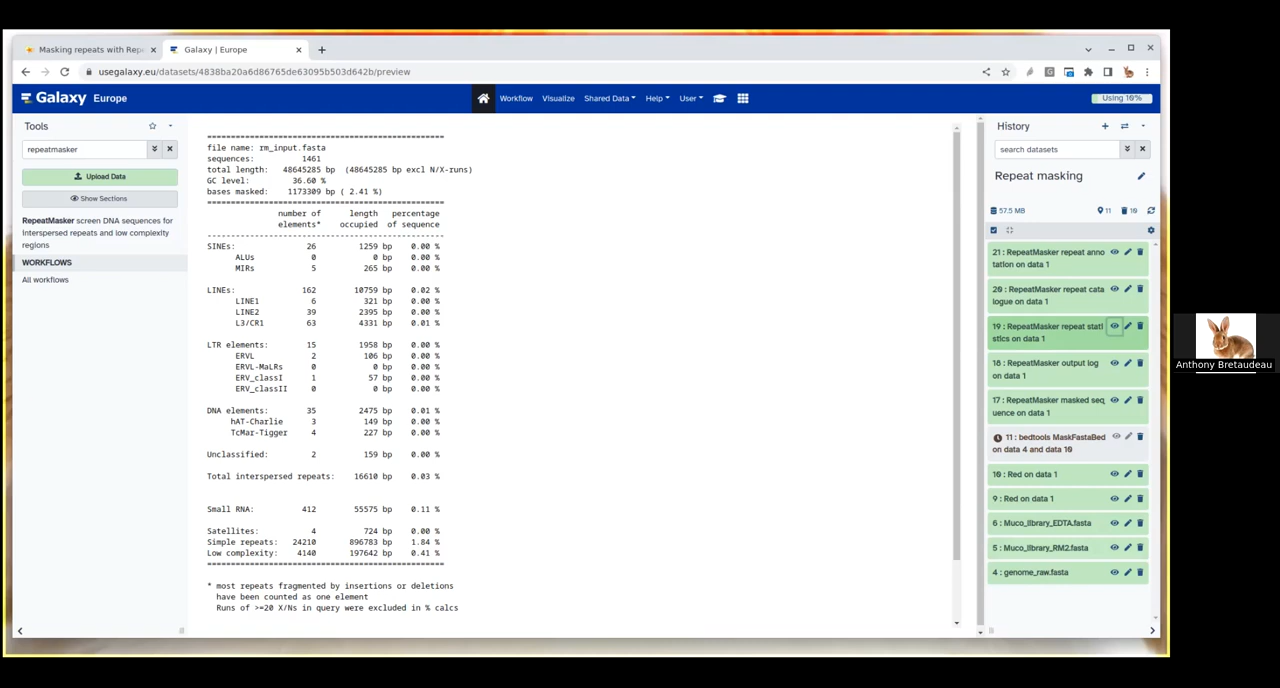 Masking repeats with Rep
Galaxy | Europe
usegalaxy.eu/datasets/4838ba20a6d86765de63095b503d642b/preview
Galaxy Europe
Workflow Visualize Shared Data Help User
Using 10%
Tools
repeatmasker
Upload Data
Show Sections
RepeatMasker screen DNA sequences for
interspersed repeats and low complexity
regions
WORKFLOWS
All workflows
==================================================
file name: rm_input.fasta
sequences: 1461
total length: 48645285 bp (48645285 bp excl N/X-runs)
GC level: 36.60 %
bases masked: 1173309 bp ( 2.41 %)
==================================================
number of length percentage
elements* occupied of sequence
--------------------------------------------------
SINEs: 26 1259 bp 0.00 %
ALUs 0 0 bp 0.00 %
MIRs 5 265 bp 0.00 %
LINEs: 162 10759 bp 0.02 %
LINE1 6 321 bp 0.00 %
LINE2 39 2395 bp 0.00 %
L3/CR1 63 4331 bp 0.01 %
LTR elements: 15 1958 bp 0.00 %
ERVL 2 106 bp 0.00 %
ERVL-MaLRs 0 0 bp 0.00 %
ERV_classI 1 57 bp 0.00 %
ERV_classII 0 0 bp 0.00 %
DNA elements: 35 2475 bp 0.01 %
hAT-Charlie 3 149 bp 0.00 %
TcMar-Tigger 4 227 bp 0.00 %
Unclassified: 2 159 bp 0.00 %
Total interspersed repeats: 16610 bp 0.03 %
Small RNA: 412 55575 bp 0.11 %
Satellites: 4 724 bp 0.00 %
Simple repeats: 24210 896783 bp 1.84 %
Low complexity: 4140 197642 bp 0.41 %
==================================================
* most repeats fragmented by insertions or deletions
have been counted as one element
Runs of >=20 X/Ns in query were excluded in % calcs
History
search datasets
Repeat masking
57.5 MB 11 10
21 : RepeatMasker repeat anno
tation on data 1
20 : RepeatMasker repeat cata
logue on data 1
19 : RepeatMasker repeat stati
stics on data 1
18 : RepeatMasker output log
on data 1
17 : RepeatMasker masked seq
uence on data 1
11 : bedtools MaskFastaBed
on data 4 and data 10
10 : Red on data 1
9 : Red on data 1
6 : Muco_library_EDTA.fasta
5 : Muco_library_RM2.fasta
4 : genome_raw.fasta
Anthony Bretaudeau